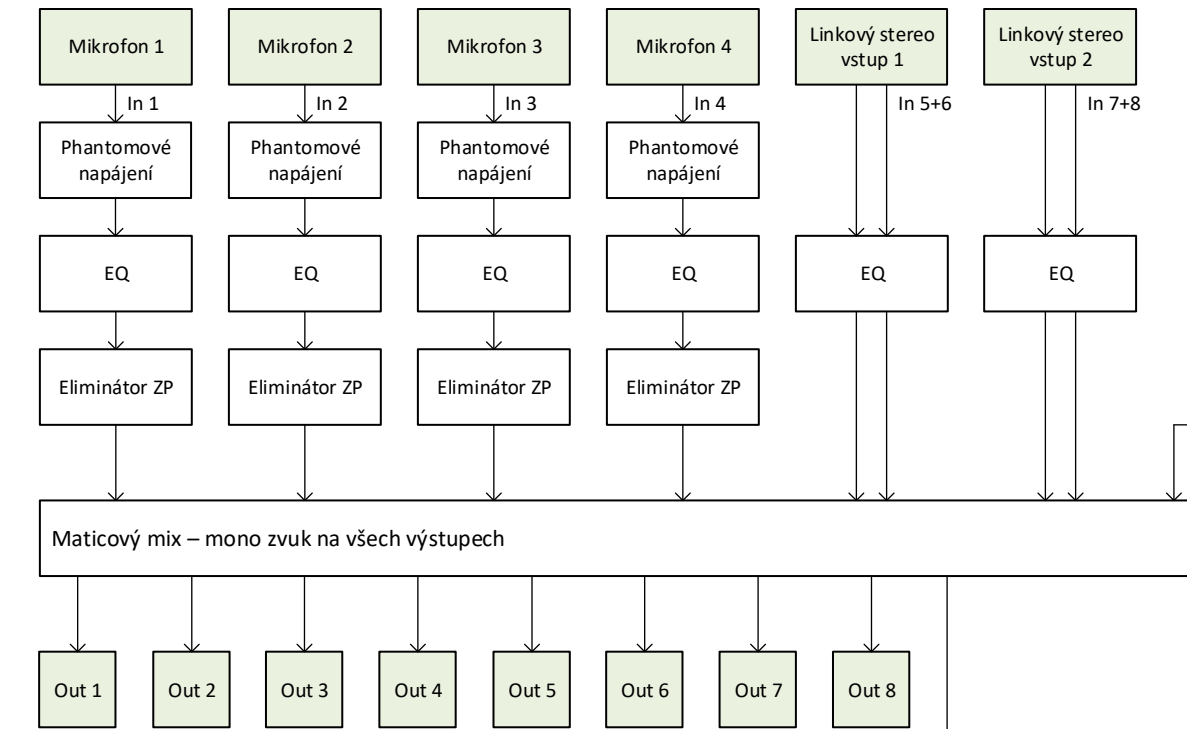 Mikrofon 1
Mikrofon 2
Mikrofon 3
Mikrofon 4
Linkový stereo
vstup 1
Linkový stereo
vstup 2
In 1
In 2
In 3
In 4
In 5+6
In 7+8
Phantomové
napájení
Phantomové
napájení
Phantomové
napájení
Phantomové
napájení
EQ
EQ
EQ
EQ
EQ
EQ
Eliminátor ZP
Eliminátor ZP
Eliminátor ZP
Eliminátor ZP
Maticový mix – mono zvuk na všech výstupech
Out 1
Out 2
Out 3
Out 4
Out 5
Out 6
Out 7
Out 8